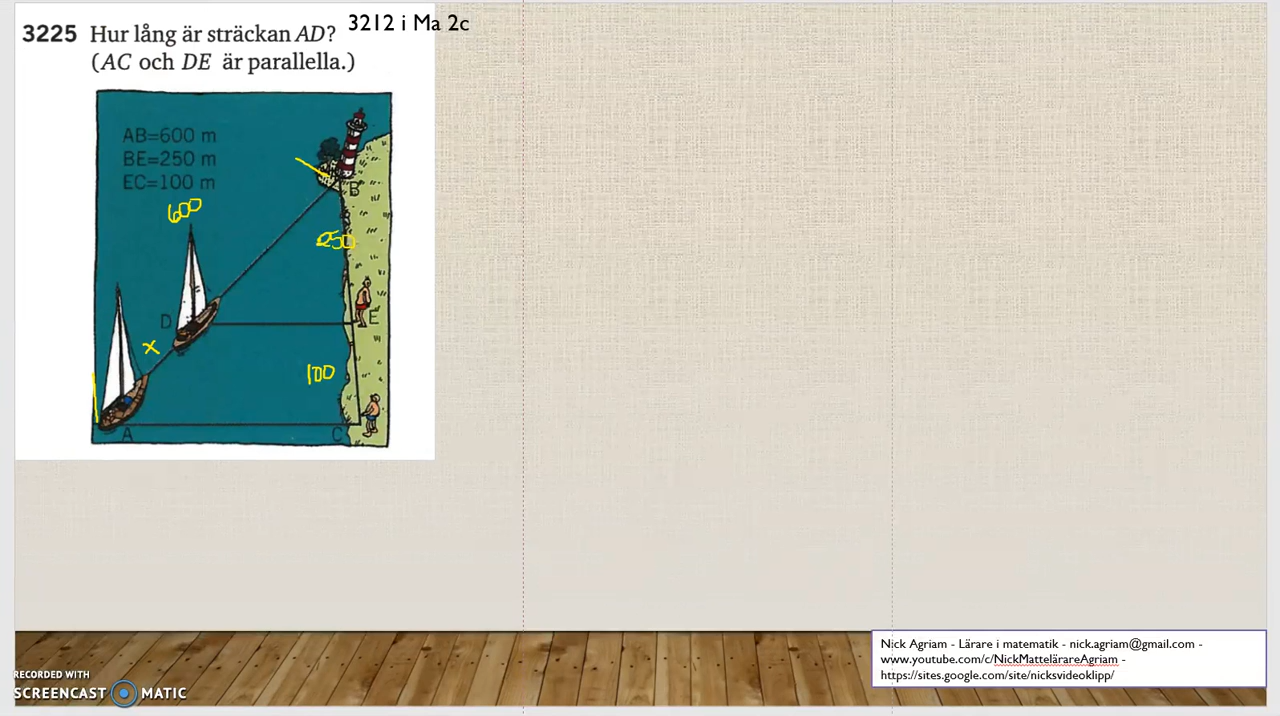 3225 Hur lång är sträckan AD?
(AC och DE är parallella.)
3212 i Ma 2c
AB=600 m
BE=250 m
EC=100 m
600
B
250
D
E
x
100
A
C
Nick Agriam - Lärare i matematik - nick.agriam@gmail.com -
www.youtube.com/c/NickMattelärareAgriam -
https://sites.google.com/site/nicksvideoklipp/
RECORDED WITH
SCREENCAST MATIC